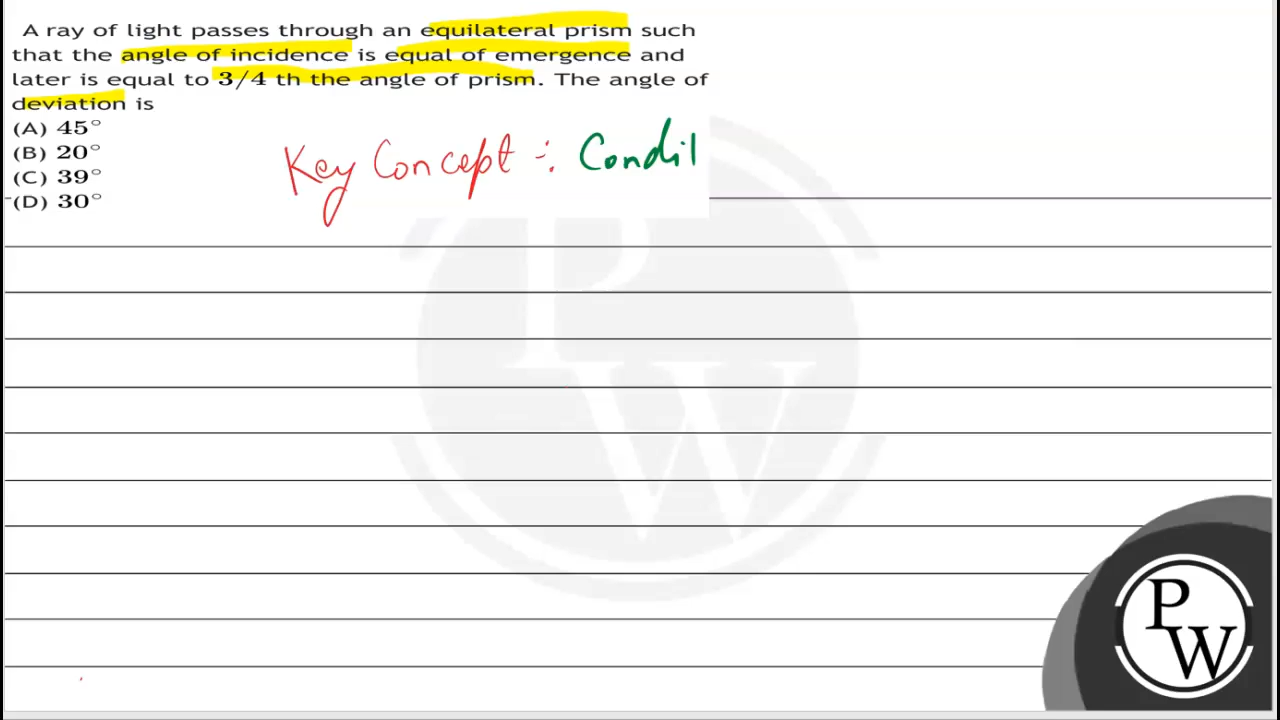 A ray of light passes through an equilateral prism such
that the angle of incidence is equal of emergence and
later is equal to 3/4 th the angle of prism. The angle of
deviation is
(A) 45°
(B) 20°
(C) 39°
(D) 30°
Key Concept ÷ Condil
P
W
P
W